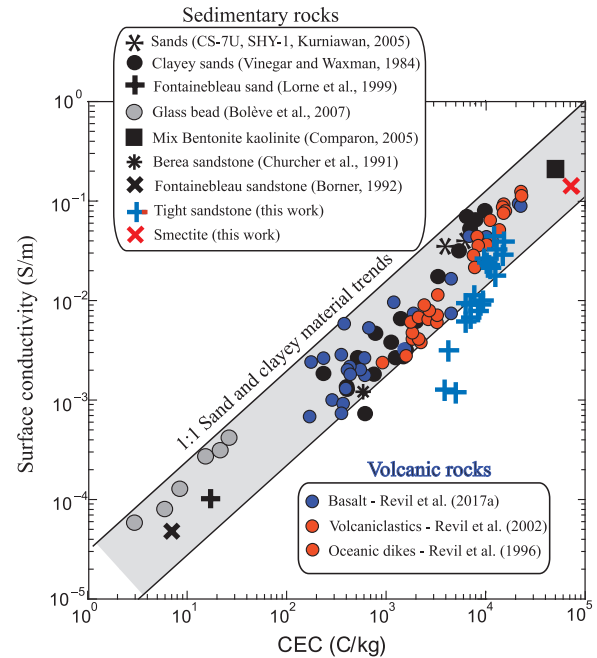 Sedimentary rocks
Sands (CS-7U, SHY-1, Kurniawan, 2005)
Clayey sands (Vinegar and Waxman, 1984)
Fontainebleau sand (Lorne et al., 1999)
Glass bead (Bolève et al., 2007)
Mix Bentonite kaolinite (Comparon, 2005)
Berea sandstone (Churcher et al., 1991)
Fontainebleau sandstone (Borner, 1992)
Tight sandstone (this work)
Smectite (this work)
10⁰
10⁻¹
10⁻²
10⁻³
10⁻⁴
10⁻⁵
Surface conductivity (S/m)
1:1 Sand and clayey material trends
Volcanic rocks
Basalt - Revil et al. (2017a)
Volcaniclastics - Revil et al. (2002)
Oceanic dikes - Revil et al. (1996)
10⁰ 10¹ 10² 10³ 10⁴ 10⁵
CEC (C/kg)